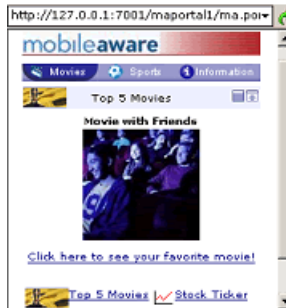 http://127.0.0.1:7001/maportal1/ma.por
mobileaware
Movies Sports Information
Top 5 Movies
Movie with Friends
Click here to see your favorite movie!
Top 5 Movies Stock Ticker